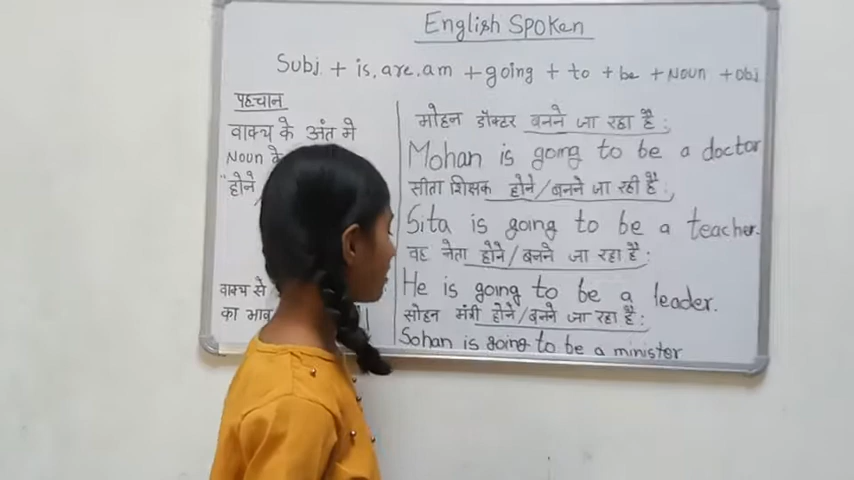 English Spoken
Subj. + is, are, am + going + to + be + Noun + obj
पहचान
वाक्य के अंत मे
Noun के
"होने
वाक्य से
का भाव
मोहन डॉक्टर बनने जा रहा है;
Mohan is going to be a doctor
सीता शिक्षक होने/बनने जा रही है;
Sita is going to be a teacher.
वह नेता होने/बनने जा रहा है;
He is going to be a leader.
सोहन मंत्री होने/बनने जा रहा है;
Sohan is going to be a minister